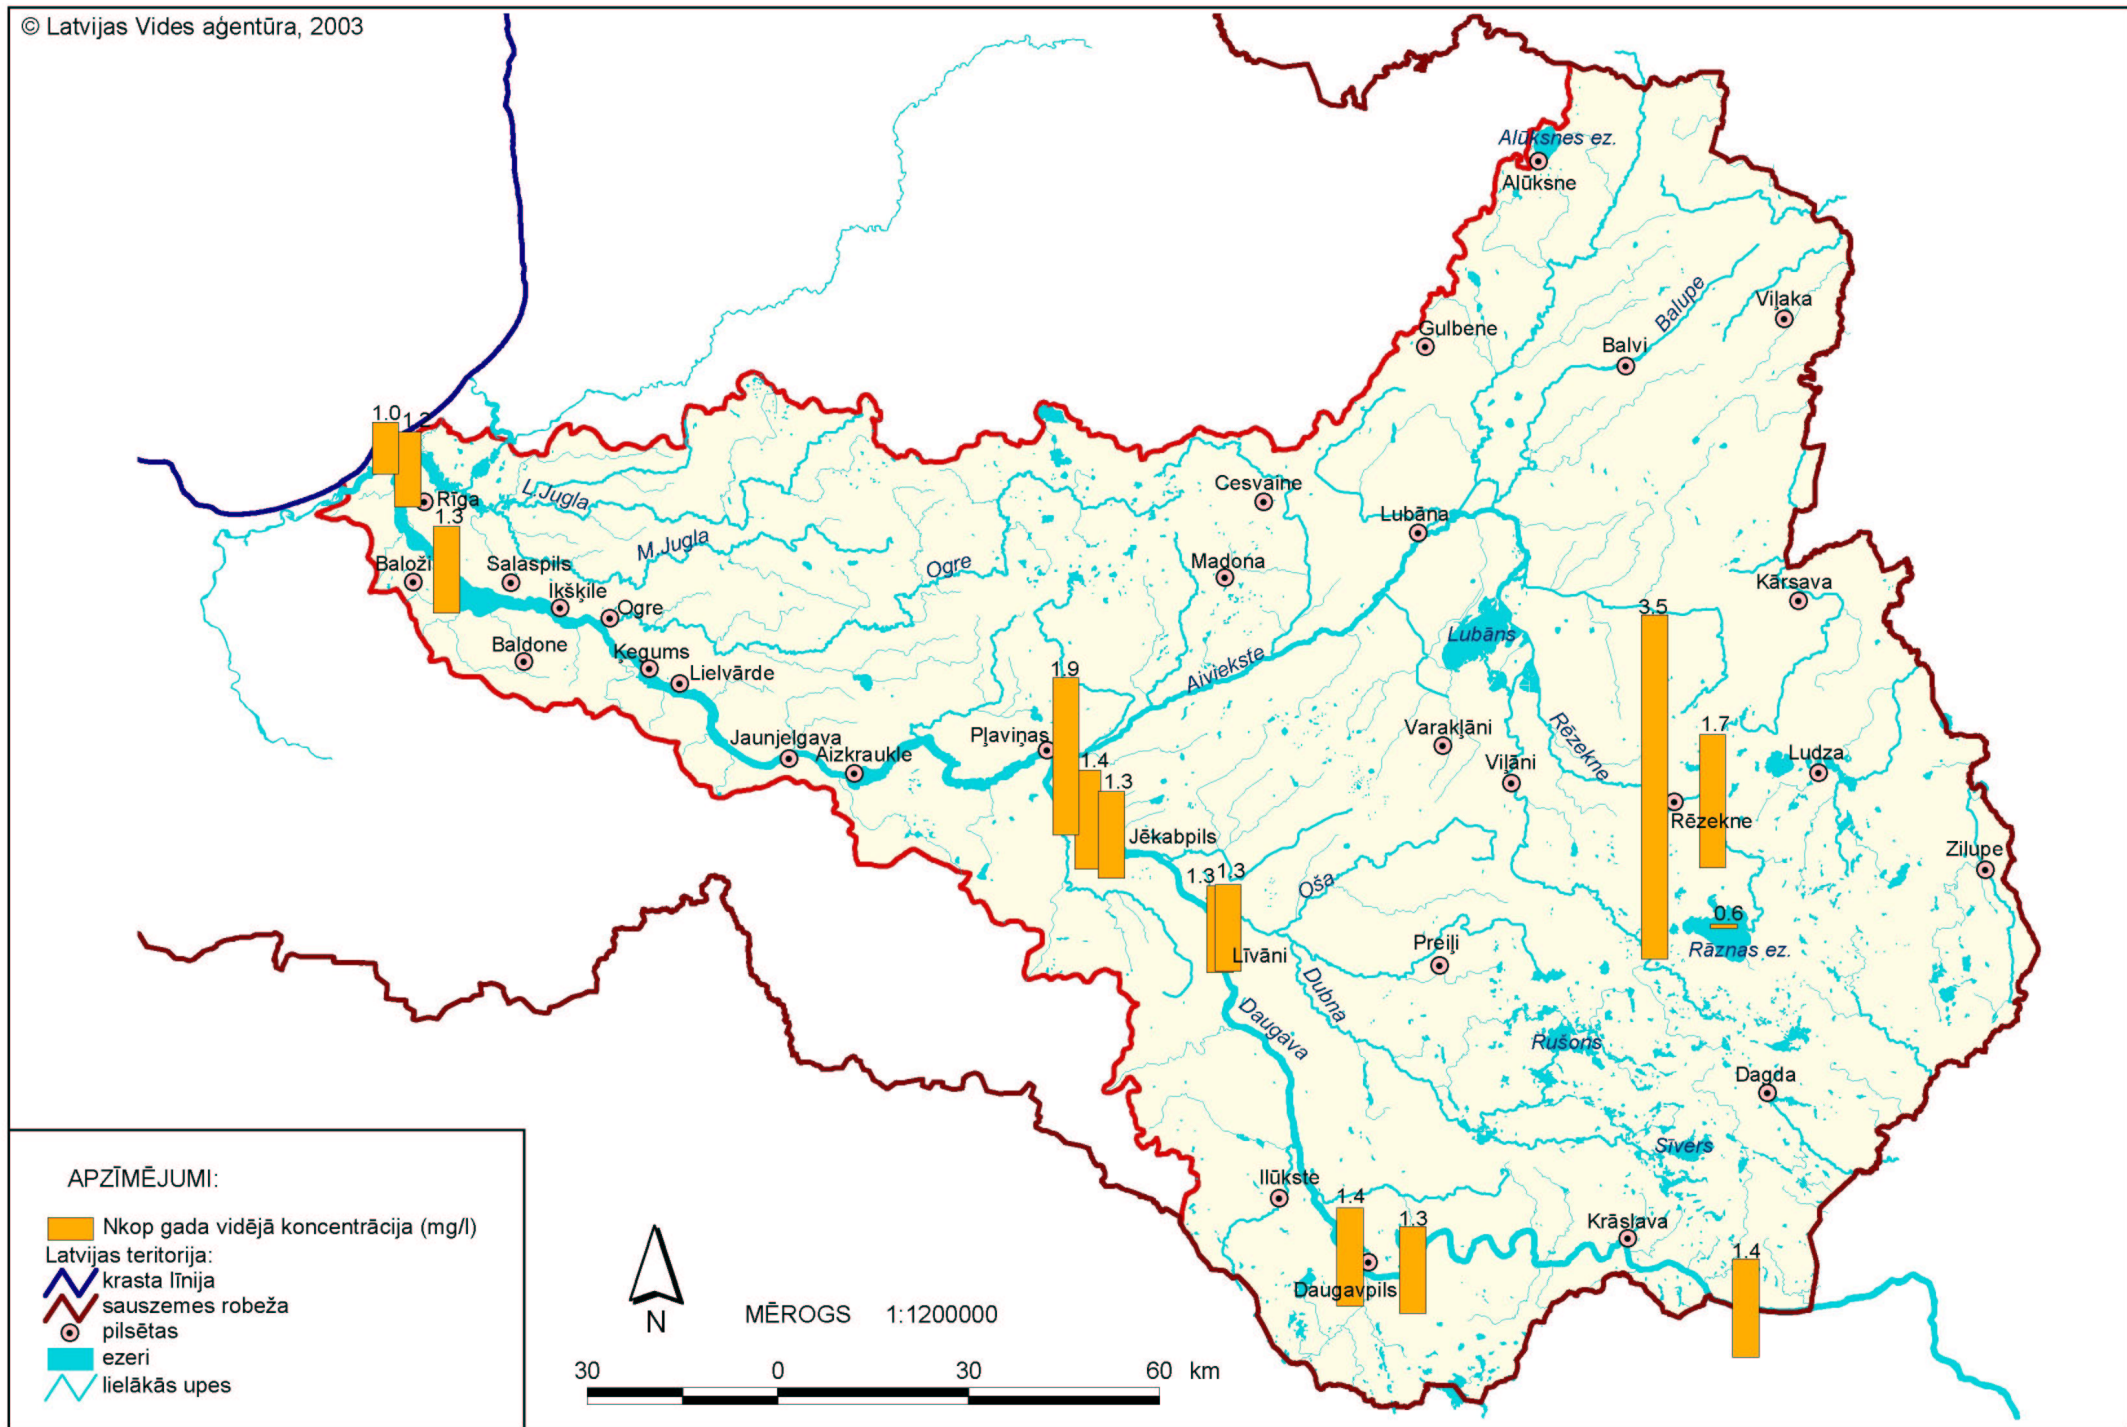 © Latvijas Vides aģentūra, 2003
Alūksnes ez.
Alūksne
Viļaka
Balupe
Gulbene
Balvi
1.0
1.2
Rīga
L.Jugla
Cesvaine
Lubāna
1.3
M.Jugla
Baloži
Salaspils
Ikšķile
Ogre
Ogre
Madona
Kārsava
3.5
Lubāns
Baldone
Ķegums
Lielvārde
1.9
Aiviekste
Jaunjelgava
Aizkraukle
Pļaviņas
Varakļāni
Rēzekne
1.7
Ludza
Viļāni
1.4
1.3
Rēzekne
Jēkabpils
Zilupe
1.3
1.3
Oša
0.6
Rāznas ez.
Līvāni
Preiļi
Dubna
Daugava
Rušons
Dagda
Sīvers
Ilūkste
1.4
1.3
Krāslava
1.4
Daugavpils
APZĪMĒJUMI:
Nkop gada vidējā koncentrācija (mg/l)
Latvijas teritorija:
krasta līnija
sauszemes robeža
pilsētas
ezeri
lielākās upes
N
MĒROGS 1:1200000
30 0 30 60 km